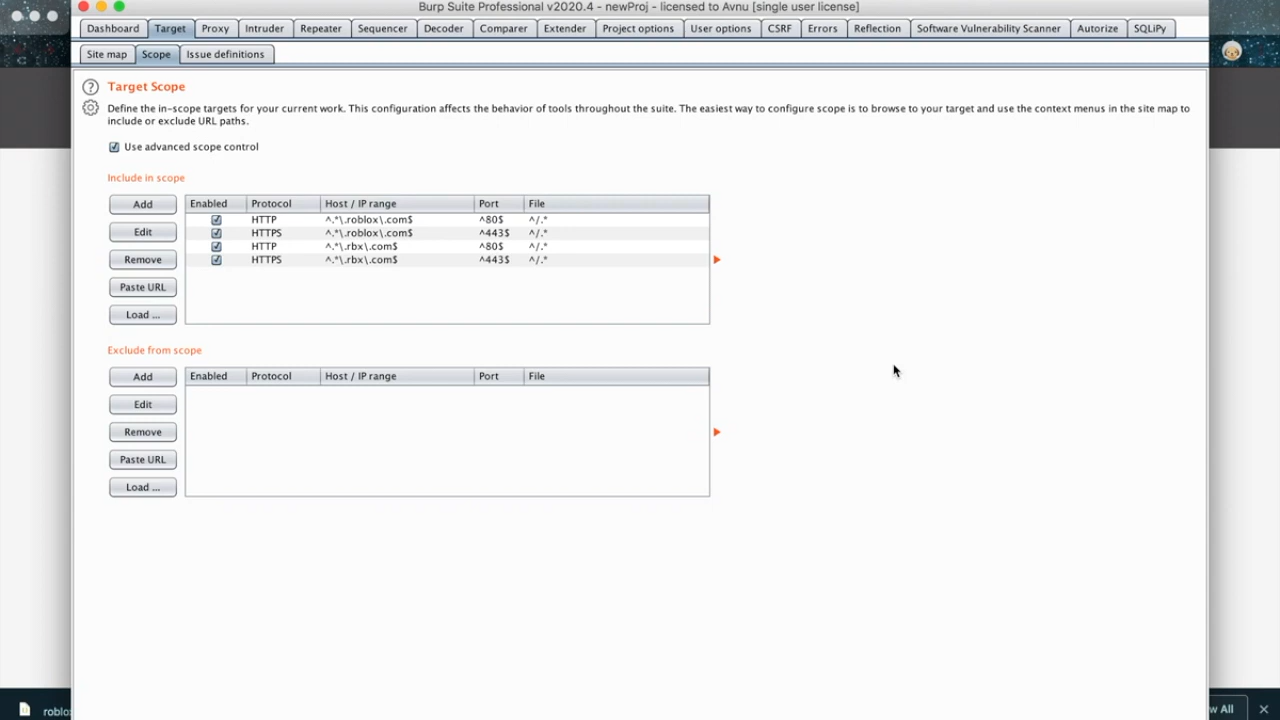 Burp Suite Professional v2020.4 - newProj - licensed to Avnu [single user license]
Dashboard Target Proxy Intruder Repeater Sequencer Decoder Comparer Extender Project options User options CSRF Errors Reflection Software Vulnerability Scanner Autorize SQLiPy
Site map Scope Issue definitions
? Target Scope
Define the in-scope targets for your current work. This configuration affects the behavior of tools throughout the suite. The easiest way to configure scope is to browse to your target and use the context menus in the site map to
include or exclude URL paths.
Use advanced scope control
Include in scope
Add
Edit
Remove
Paste URL
Load ...
Enabled Protocol Host / IP range Port File
HTTP ^.*\.roblox\.com$ ^80$ ^/.*
HTTPS ^.*\.roblox\.com$ ^443$ ^/.*
HTTP ^.*\.rbx\.com$ ^80$ ^/.*
HTTPS ^.*\.rbx\.com$ ^443$ ^/.*
Exclude from scope
Add
Edit
Remove
Paste URL
Load ...
Enabled Protocol Host / IP range Port File
roblo
w All